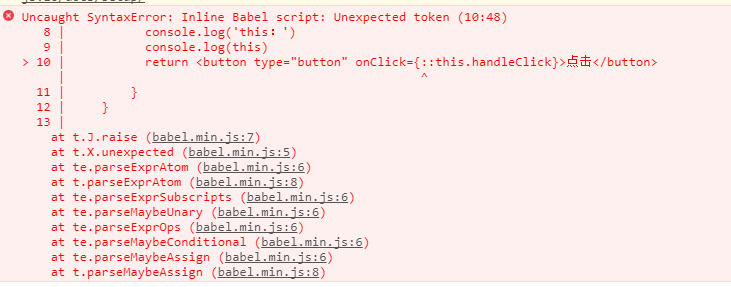 Uncaught SyntaxError: Inline Babel script: Unexpected token (10:48)
8 | console.log('this：')
9 | console.log(this)
> 10 | return <button type="button" onClick={::this.handleClick}>点击</button>
| ^
11 | }
12 | }
13 |
at t.J.raise (babel.min.js:7)
at t.X.unexpected (babel.min.js:5)
at te.parseExprAtom (babel.min.js:6)
at t.parseExprAtom (babel.min.js:8)
at te.parseExprSubscripts (babel.min.js:6)
at te.parseMaybeUnary (babel.min.js:6)
at te.parseExprOps (babel.min.js:6)
at te.parseMaybeConditional (babel.min.js:6)
at te.parseMaybeAssign (babel.min.js:6)
at t.parseMaybeAssign (babel.min.js:8)